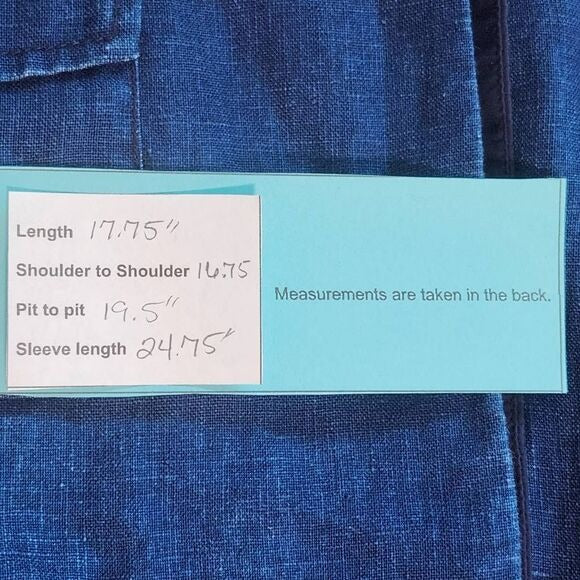 Length 17.75"
Shoulder to Shoulder 16.75
Pit to pit 19.5"
Sleeve length 24.75"
Measurements are taken in the back.